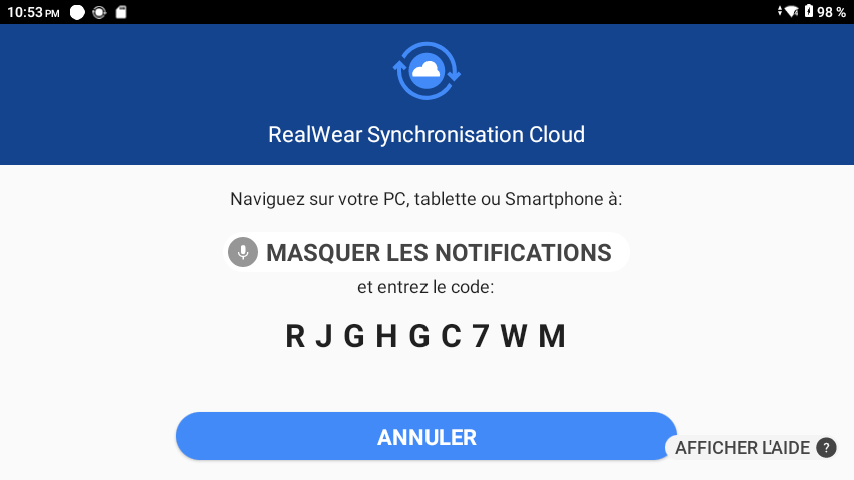 10:53 PM 98 %
RealWear Synchronisation Cloud
Naviguez sur votre PC, tablette ou Smartphone à:
MASQUER LES NOTIFICATIONS
et entrez le code:
R J G H G C 7 W M
ANNULER
AFFICHER L'AIDE ?